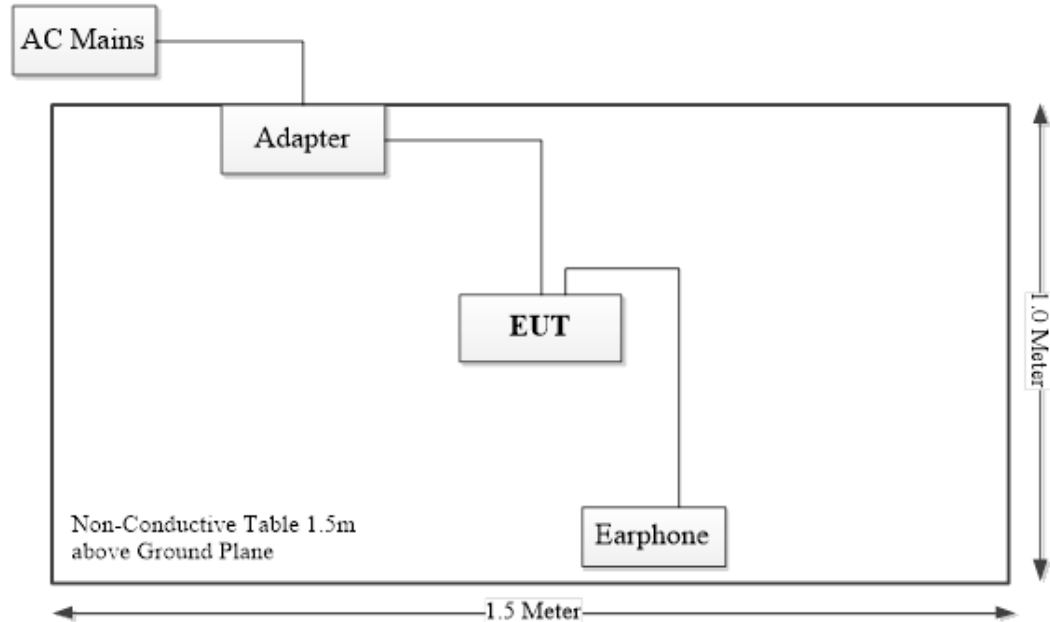 AC Mains
Adapter
EUT
1.0 Meter
Non-Conductive Table 1.5m
above Ground Plane
Earphone
1.5 Meter